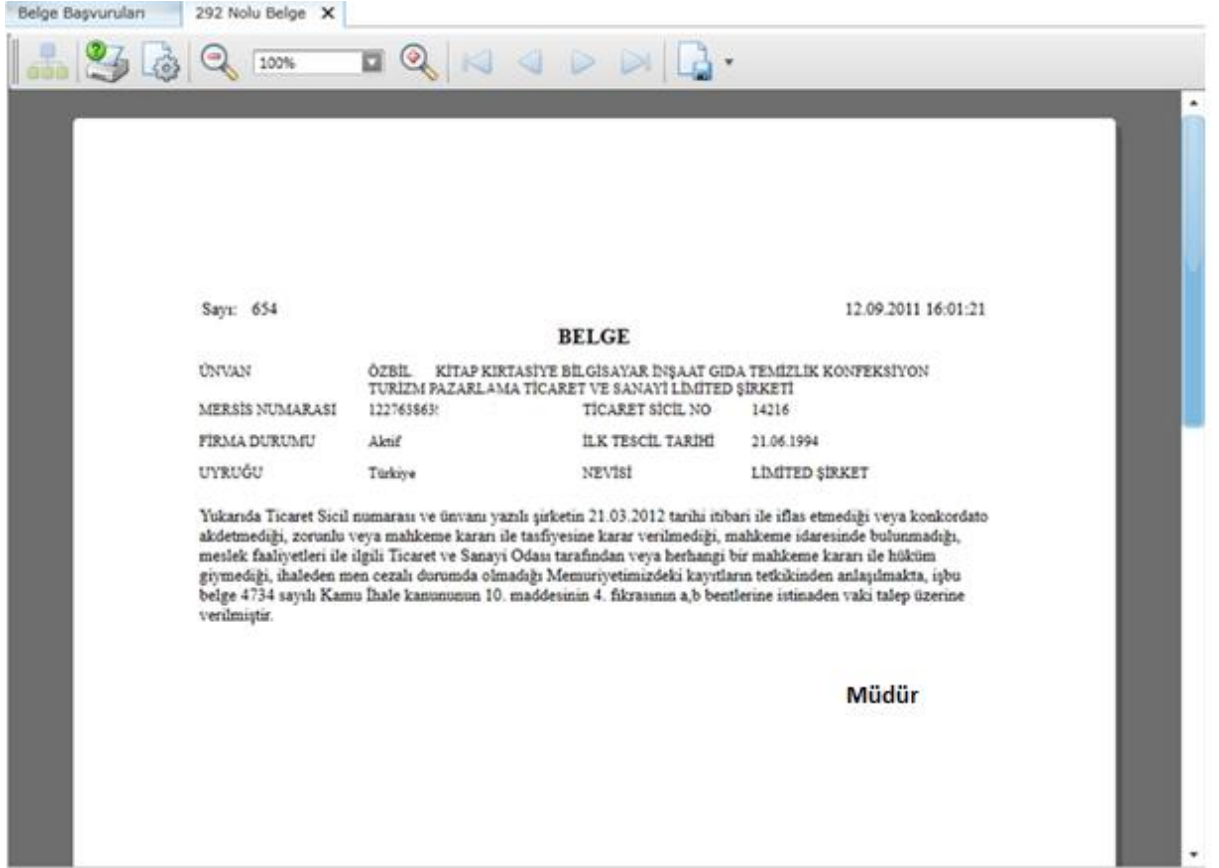 Belge Başvuruları 292 Nolu Belge X
100%
Sayı: 654 12.09.2011 16:01:21
BELGE
ÜNVAN ÖZBİL KİTAP KIRTASİYE BİLGİSAYAR İNŞAAT GIDA TEMİZLİK KONFEKSİYON
TURİZM PAZARLAMA TİCARET VE SANAYİ LİMİTED ŞİRKETİ
MERSİS NUMARASI 122763863 TİCARET SİCİL NO 14216
FİRMA DURUMU Aktif İLK TESCİL TARİHİ 21.06.1994
UYRUĞU Türkiye NEVİSİ LİMİTED ŞİRKET
Yukarıda Ticaret Sicil numarası ve ünvanı yazılı şirketin 21.03.2012 tarihi itibari ile iflas etmediği veya konkordato
akdetmediği, zorunlu veya mahkeme kararı ile tasfiyesine karar verilmediği, mahkeme idaresinde bulunmadığı,
meslek faaliyetleri ile ilgili Ticaret ve Sanayi Odası tarafından veya herhangi bir mahkeme kararı ile hüküm
giymediği, ihaleden men cezalı durumda olmadığı Memuriyetimizdeki kayıtların tetkikinden anlaşılmakta, işbu
belge 4734 sayılı Kamu İhale kanununun 10. maddesinin 4. fıkrasının a,b bentlerine istinaden vaki talep üzerine
verilmiştir.
Müdür